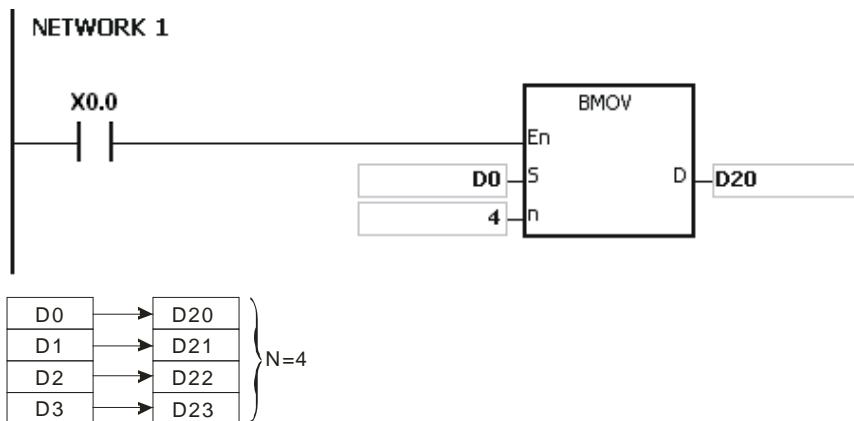 NETWORK 1
X0.0
BMOV
En
D0 S D D20
4 n
D0 D20
D1 D21
D2 D22
D3 D23
N=4